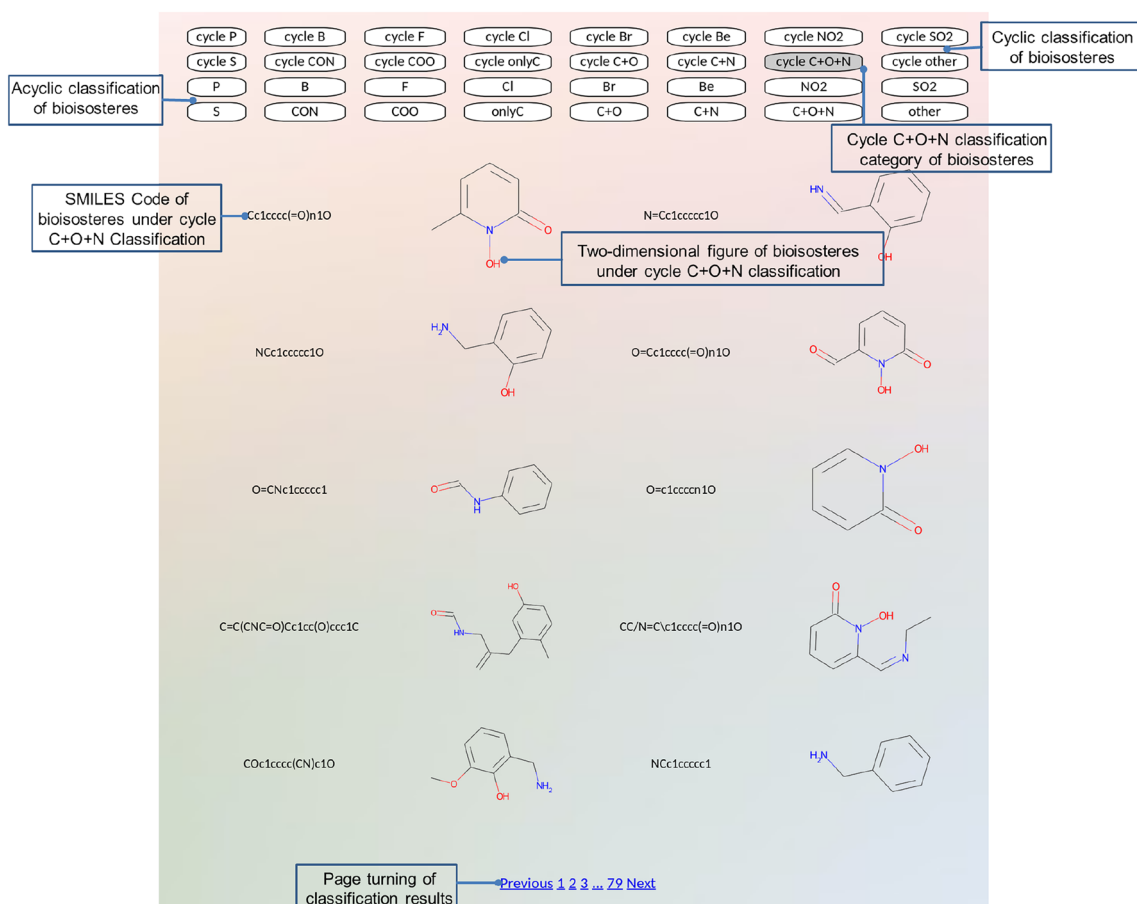 cycle P cycle B cycle F cycle Cl cycle Br cycle Be cycle NO2 cycle SO2
cycle S cycle CON cycle COO cycle onlyC cycle C+O cycle C+N cycle C+O+N cycle other
P B F Cl Br Be NO2 SO2
S CON COO onlyC C+O C+N C+O+N other
Cyclic classification
of bioisosteres
Acyclic classification
of bioisosteres
Cycle C+O+N classification
category of bioisosteres
SMILES Code of
bioisosteres under cycle
C+O+N Classification
Cc1cccc(=O)n1O
N
O
OH
N=Cc1ccccc1O
HN
OH
Two-dimensional figure of bioisosteres
under cycle C+O+N classification
NCc1ccccc1O
H2N
OH
O=Cc1cccc(=O)n1O
O
N
O
OH
O=CNc1ccccc1
O
N
H
O=c1ccccn1O
OH
N
O
C=C(CNC=O)Cc1cc(O)ccc1C
HO
O
HN
CC/N=C\c1cccc(=O)n1O
O
OH
N
N
COc1cccc(CN)c1O
O
OH
NH2
NCc1ccccc1
H2N
Page turning of
classification results
Previous 1 2 3 ... 79 Next